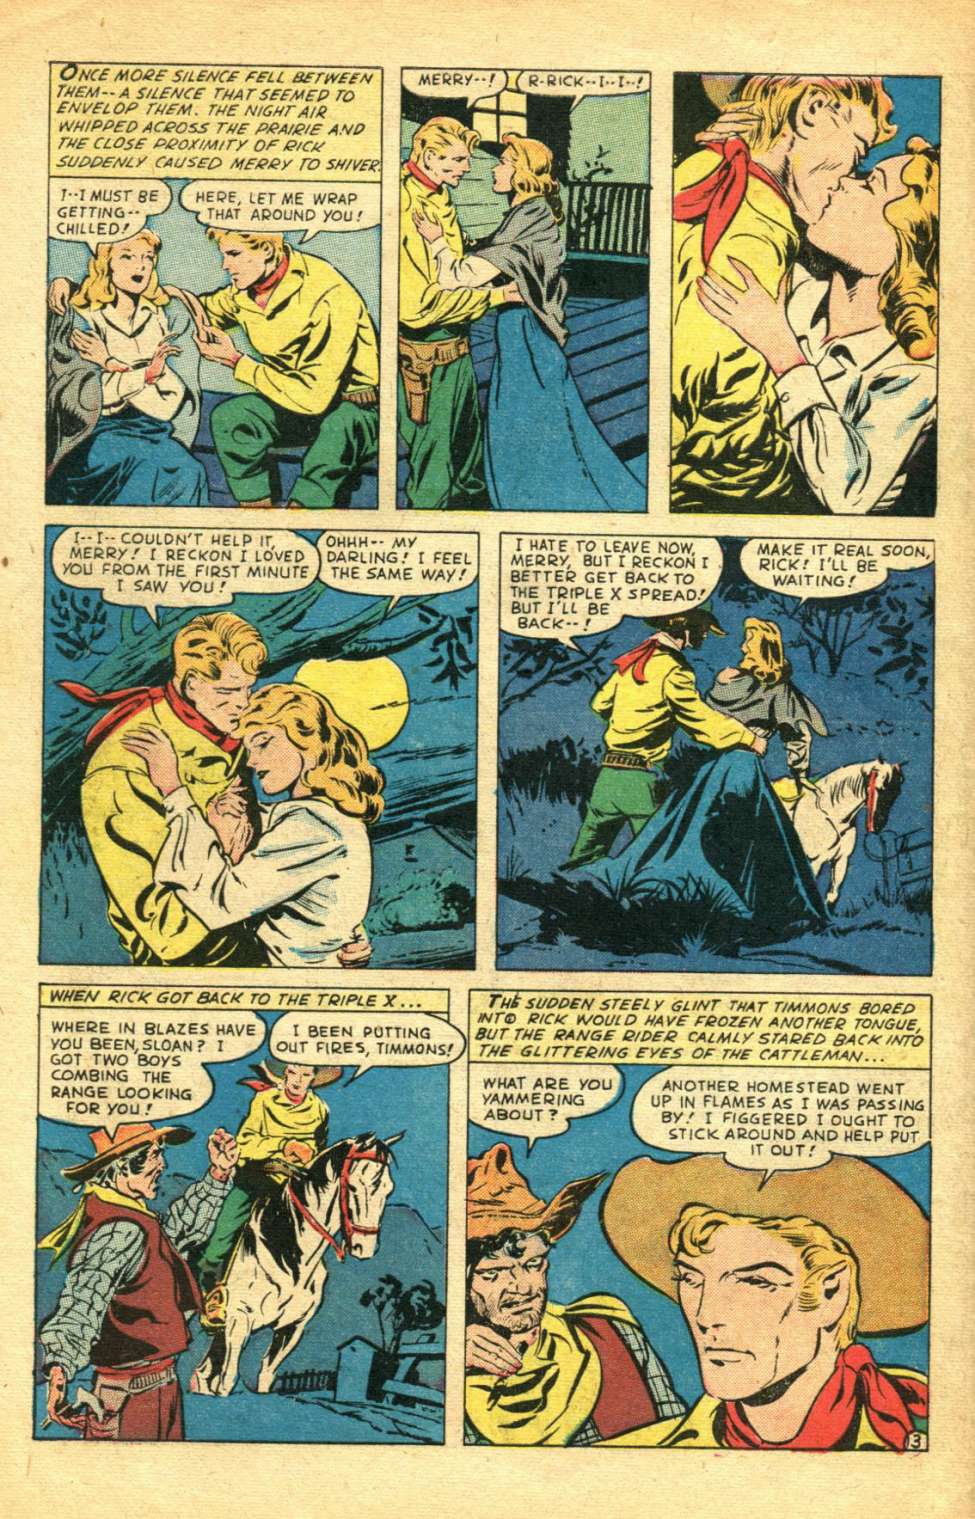 ONCE MORE SILENCE FELL BETWEEN
THEM--A SILENCE THAT SEEMED TO
ENVELOP THEM. THE NIGHT AIR
WHIPPED ACROSS THE PRAIRIE AND
THE CLOSE PROXIMITY OF RICK
SUDDENLY CAUSED MERRY TO SHIVER.
I--I MUST BE
GETTING--
CHILLED!
HERE, LET ME WRAP
THAT AROUND YOU!
MERRY--!
R-RICK--I--I--!
I--I--COULDN'T HELP IT,
MERRY! I RECKON I LOVED
YOU FROM THE FIRST MINUTE
I SAW YOU!
OHHH--MY
DARLING! I FEEL
THE SAME WAY!
I HATE TO LEAVE NOW,
MERRY, BUT I RECKON I
BETTER GET BACK TO
THE TRIPLE X SPREAD!
BUT I'LL BE
BACK--!
MAKE IT REAL SOON,
RICK! I'LL BE
WAITING!
WHEN RICK GOT BACK TO THE TRIPLE X...
WHERE IN BLAZES HAVE
YOU BEEN, SLOAN? I
GOT TWO BOYS
COMBING THE
RANGE LOOKING
FOR YOU!
I BEEN PUTTING
OUT FIRES, TIMMONS!
THE SUDDEN STEELY GLINT THAT TIMMONS BORED
INTO RICK WOULD HAVE FROZEN ANOTHER TONGUE,
BUT THE RANGE RIDER CALMLY STARED BACK INTO
THE GLITTERING EYES OF THE CATTLEMAN...
WHAT ARE YOU
YAMMERING
ABOUT?
ANOTHER HOMESTEAD WENT
UP IN FLAMES AS I WAS PASSING
BY! I FIGGERED I OUGHT TO
STICK AROUND AND HELP PUT
IT OUT!
3